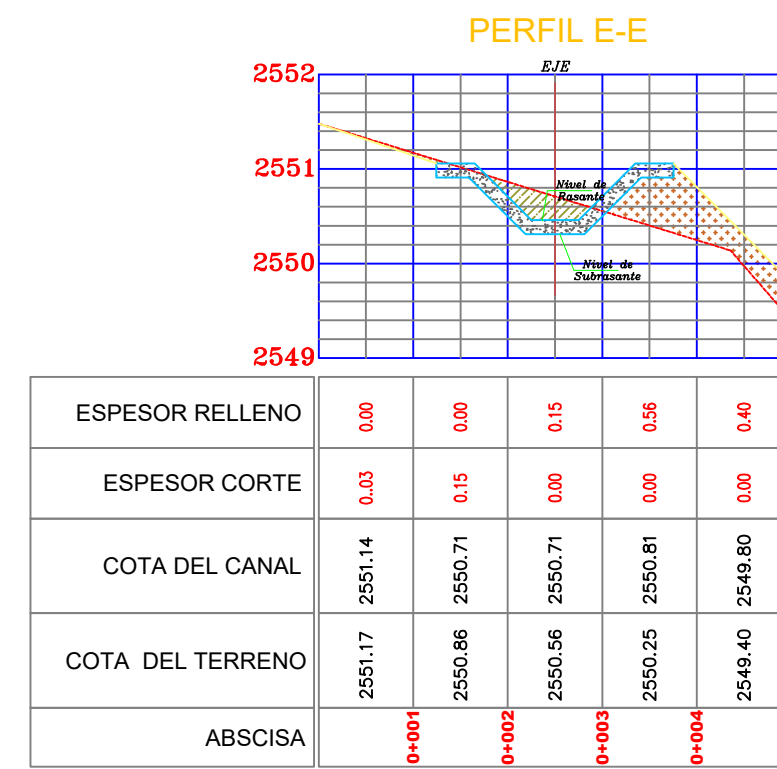 PERFIL E-E
EJE
2552
2551
2550
2549
Nivel de
Rasante
Nivel de
Subrasante
ESPESOR RELLENO 0.00 0.00 0.15 0.56 0.40
ESPESOR CORTE 0..03 0.15 0.00 0.00 0.00
COTA DEL CANAL 2551.14 2550.71 2550.71 2550.81 2549.80
COTA DEL TERRENO 2551.17 2550.86 2550.56 2550.25 2549.40
ABSCISA 0+001 0+002 0+003 0+004